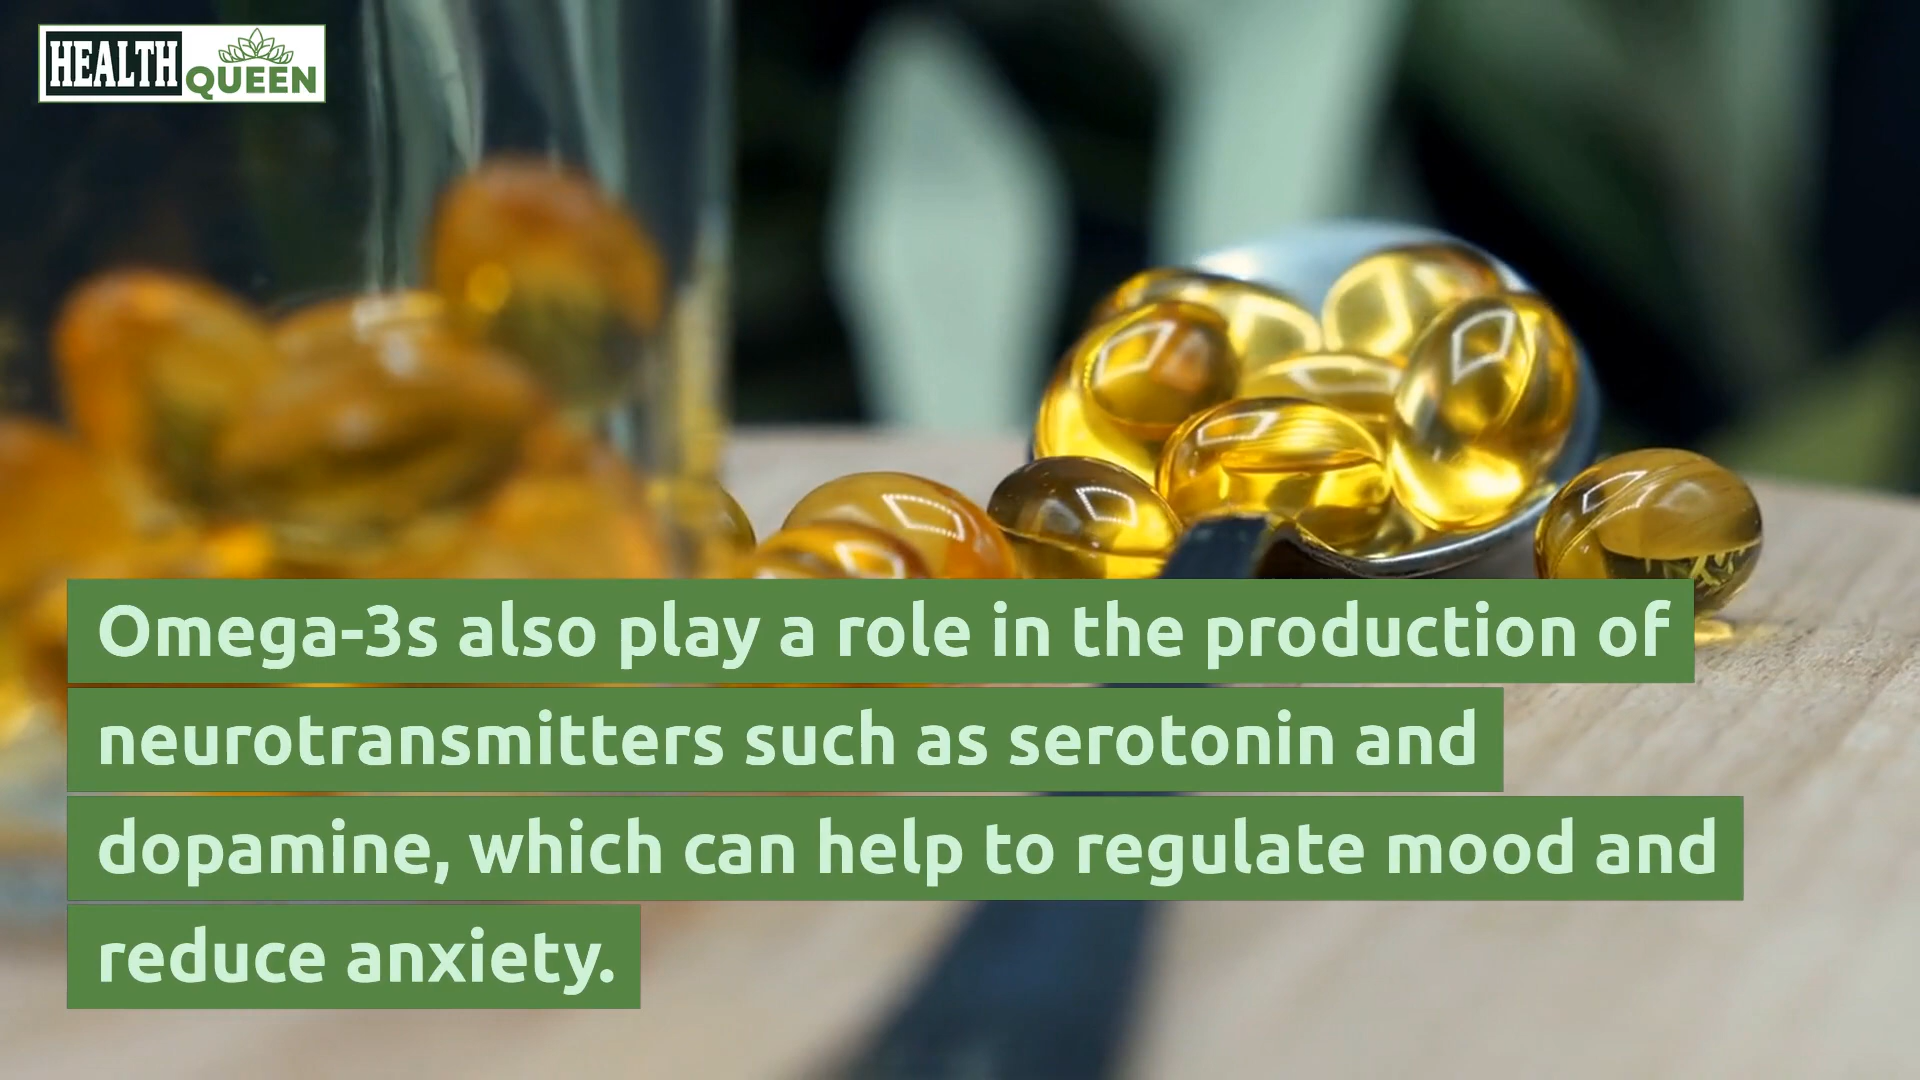 HEALTH
QUEEN
Omega-3s also play a role in the production of
neurotransmitters such as serotonin and
dopamine, which can help to regulate mood and
reduce anxiety.